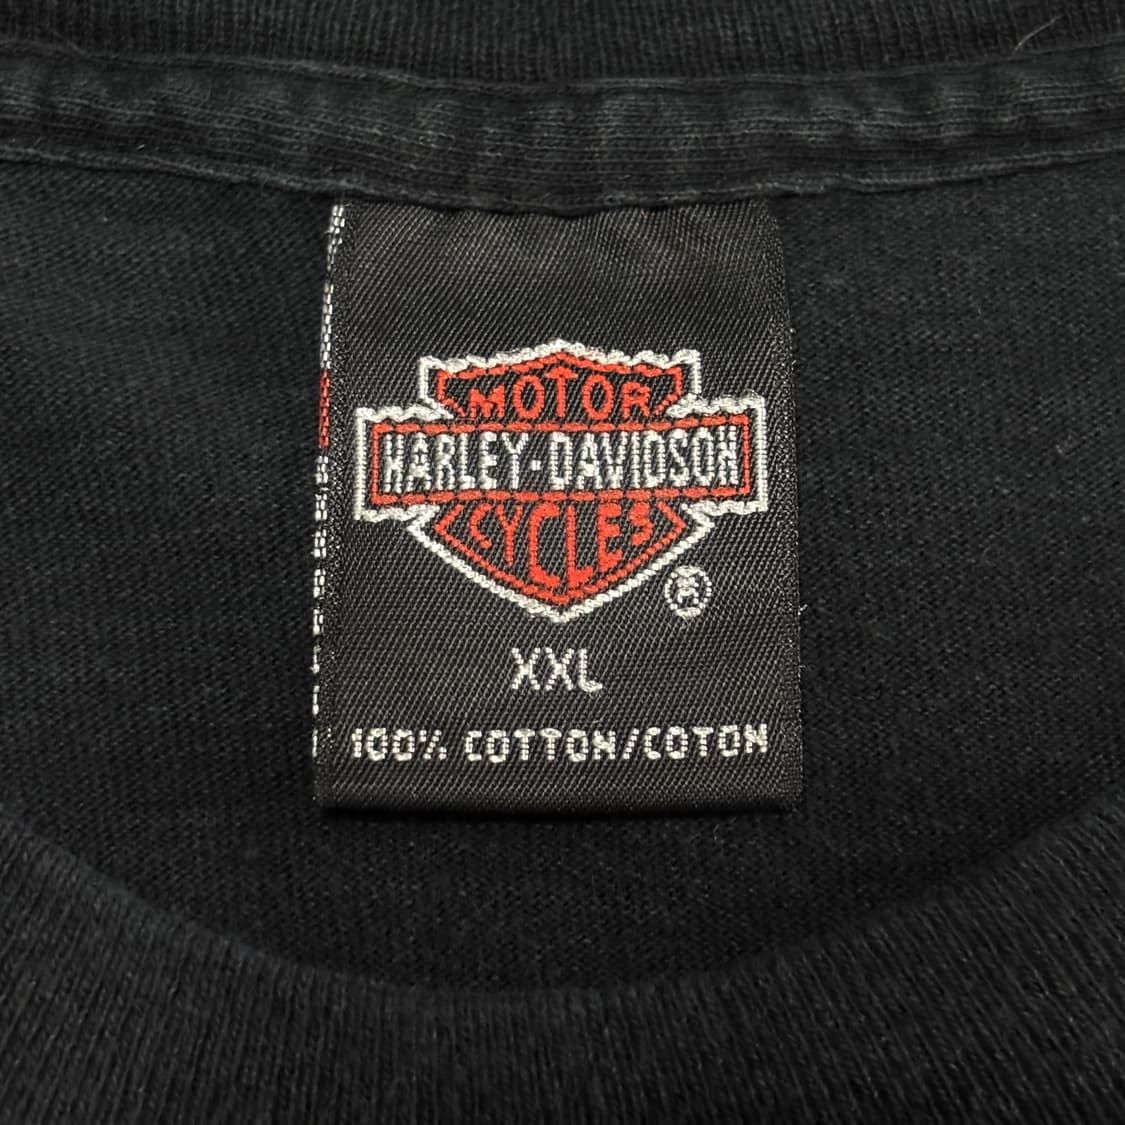 MOTOR
HARLEY-DAVIDSON
CYCLES
®
XXL
100% COTTON/COTON